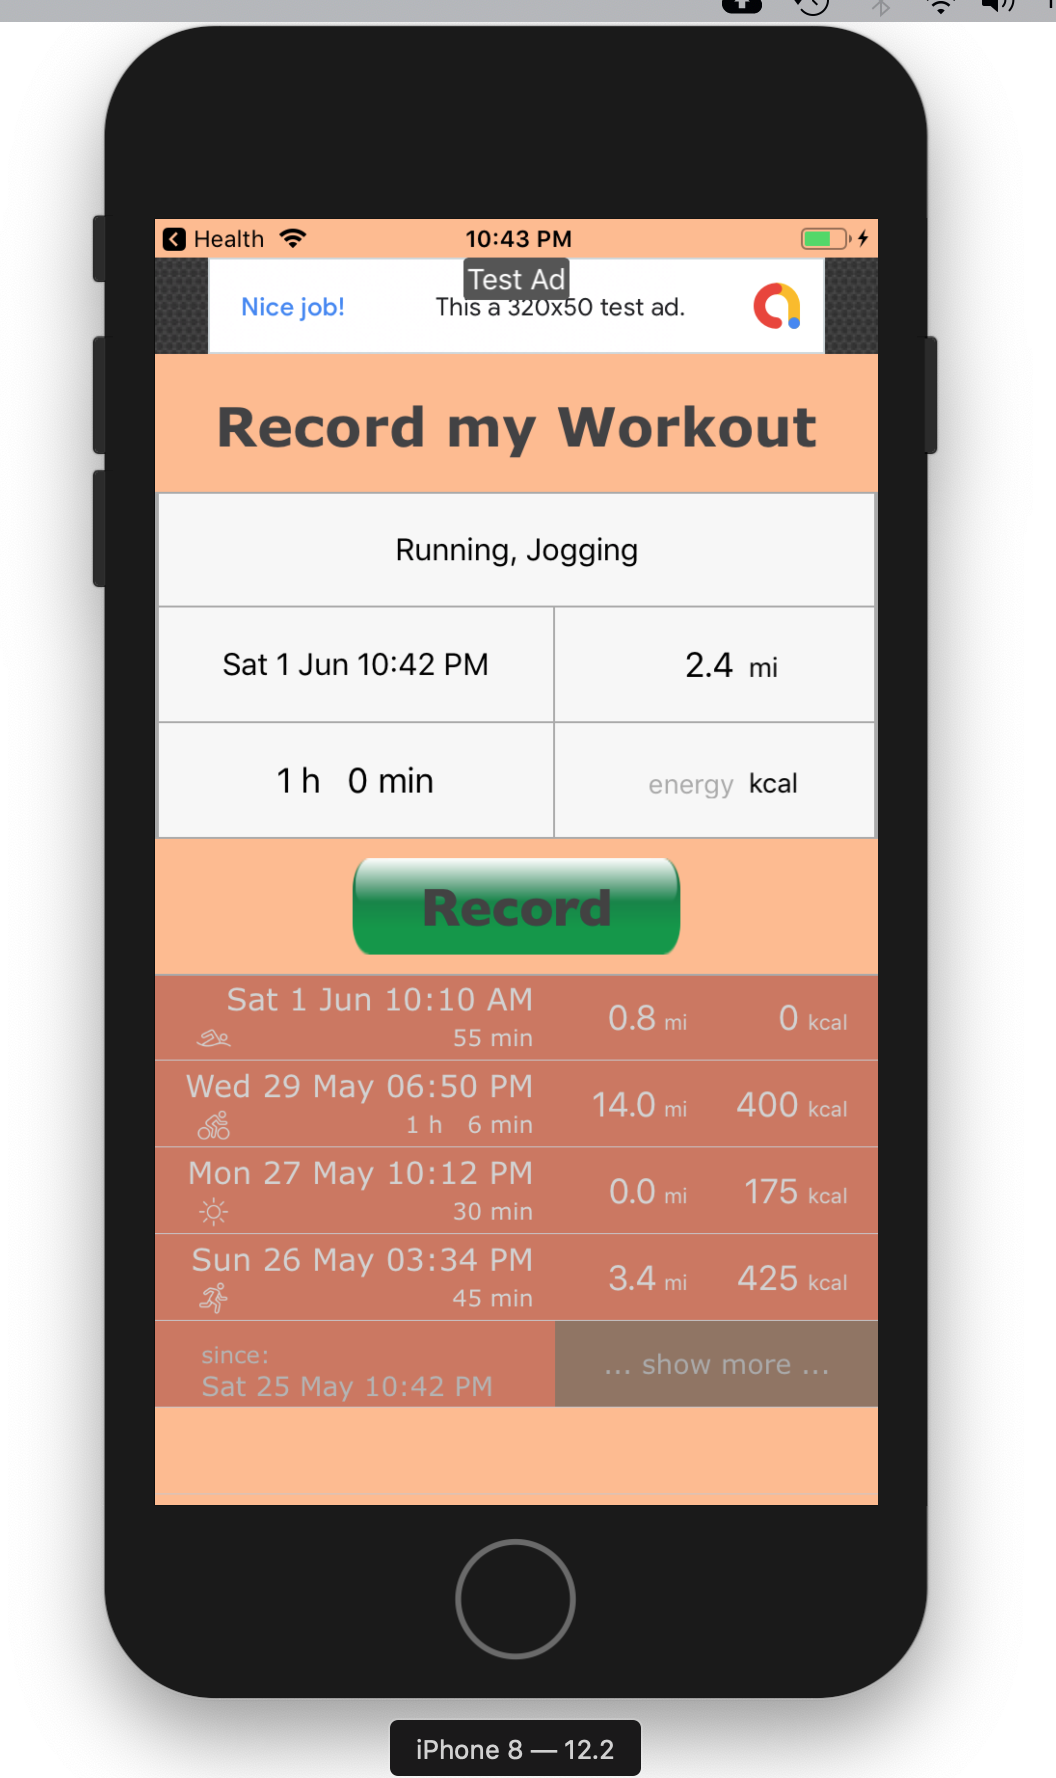 Health 10:43 PM
Test Ad
Nice job! This a 320x50 test ad.
Record my Workout
Running, Jogging
Sat 1 Jun 10:42 PM 2.4 mi
1 h 0 min energy kcal
Record
Sat 1 Jun 10:10 AM 0.8 mi 0 kcal
55 min
Wed 29 May 06:50 PM 14.0 mi 400 kcal
1 h 6 min
Mon 27 May 10:12 PM 0.0 mi 175 kcal
30 min
Sun 26 May 03:34 PM 3.4 mi 425 kcal
45 min
since:
... show more ...
Sat 25 May 10:42 PM
iPhone 8 — 12.2